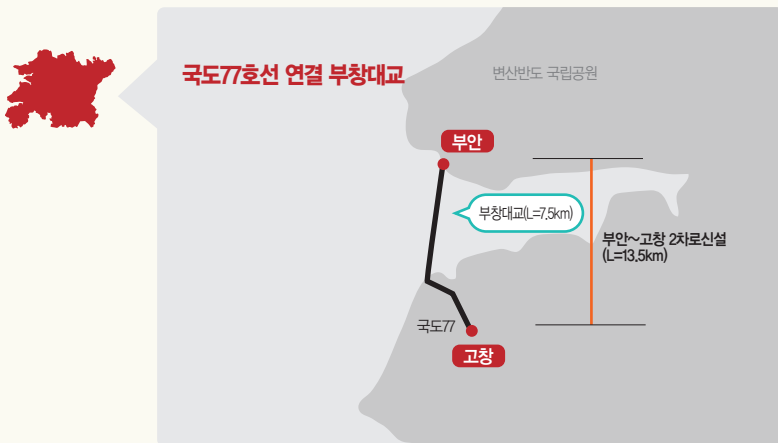 국도77호선 연결 부창대교
변산반도 국립공원
부안
부창대교(L=7.5km)
부안~고창 2차로신설
(L=13.5km)
국도77
고창